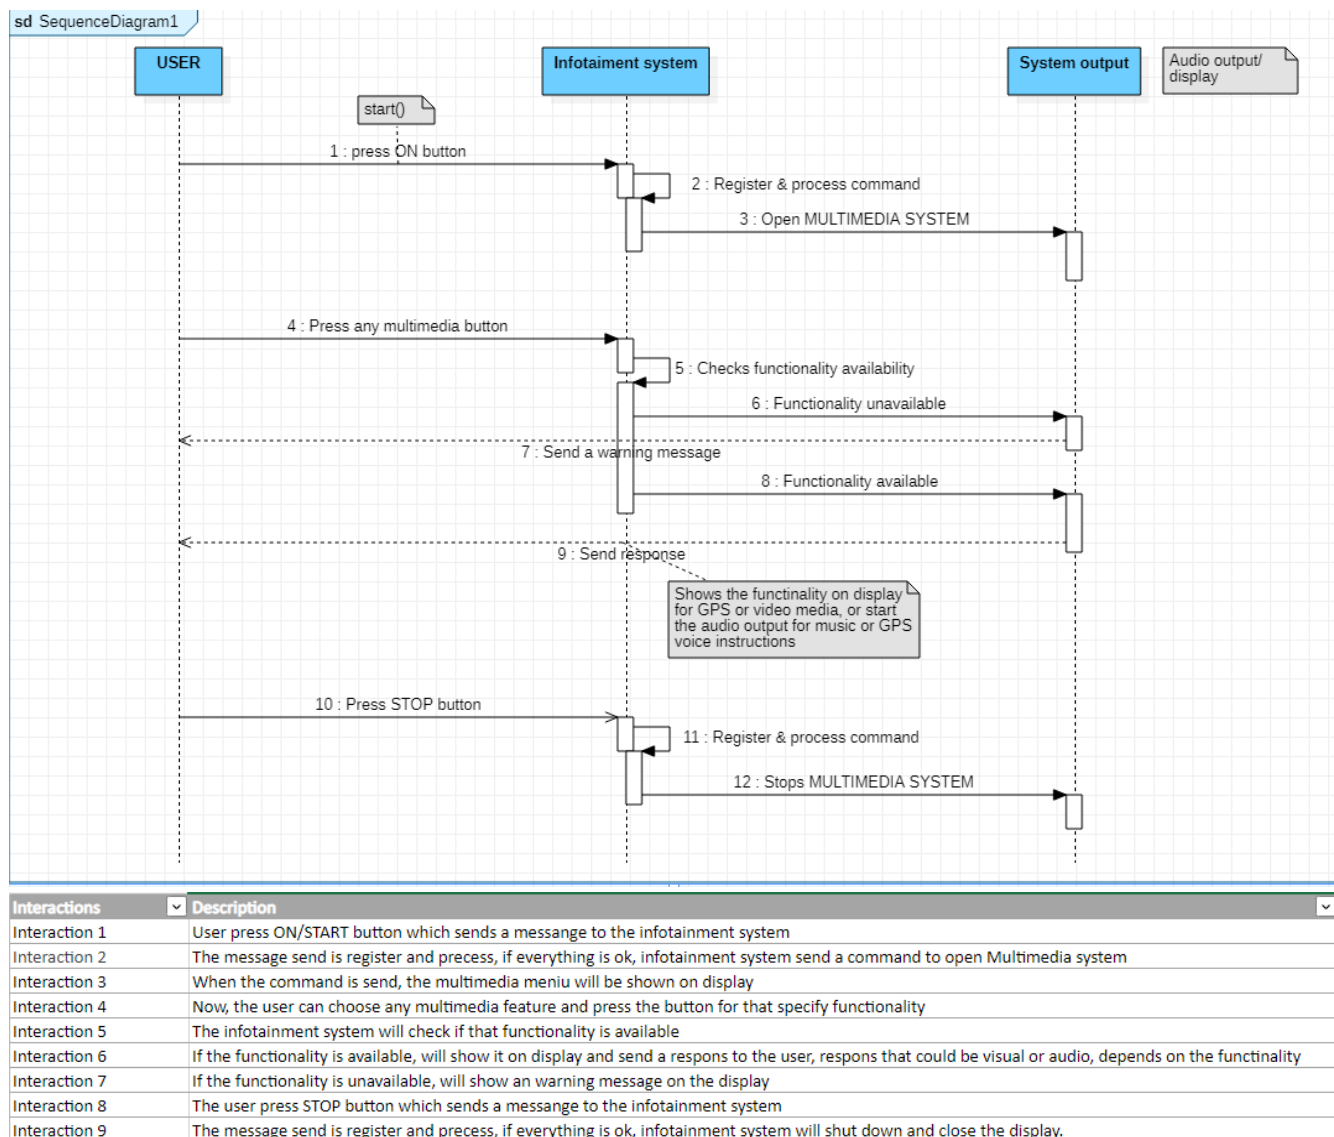 sd SequenceDiagram1
USER
Infotaiment system
System output
Audio output/
display
start()
1 : press ON button
2 : Register & process command
3 : Open MULTIMEDIA SYSTEM
4 : Press any multimedia button
5 : Checks functionality availability
6 : Functionality unavailable
7 : Send a warning message
8 : Functionality available
9 : Send response
Shows the functinality on display
for GPS or video media, or start
the audio output for music or GPS
voice instructions
10 : Press STOP button
11 : Register & process command
12 : Stops MULTIMEDIA SYSTEM
Interactions Description
Interaction 1 User press ON/START button which sends a messange to the infotainment system
Interaction 2 The message send is register and precess, if everything is ok, infotainment system send a command to open Multimedia system
Interaction 3 When the command is send, the multimedia meniu will be shown on display
Interaction 4 Now, the user can choose any multimedia feature and press the button for that specify functionality
Interaction 5 The infotainment system will check if that functionality is available
Interaction 6 If the functionality is available, will show it on display and send a respons to the user, respons that could be visual or audio, depends on the functinality
Interaction 7 If the functionality is unavailable, will show an warning message on the display
Interaction 8 The user press STOP button which sends a messange to the infotainment system
Interaction 9 The message send is register and precess, if everything is ok, infotainment system will shut down and close the display.